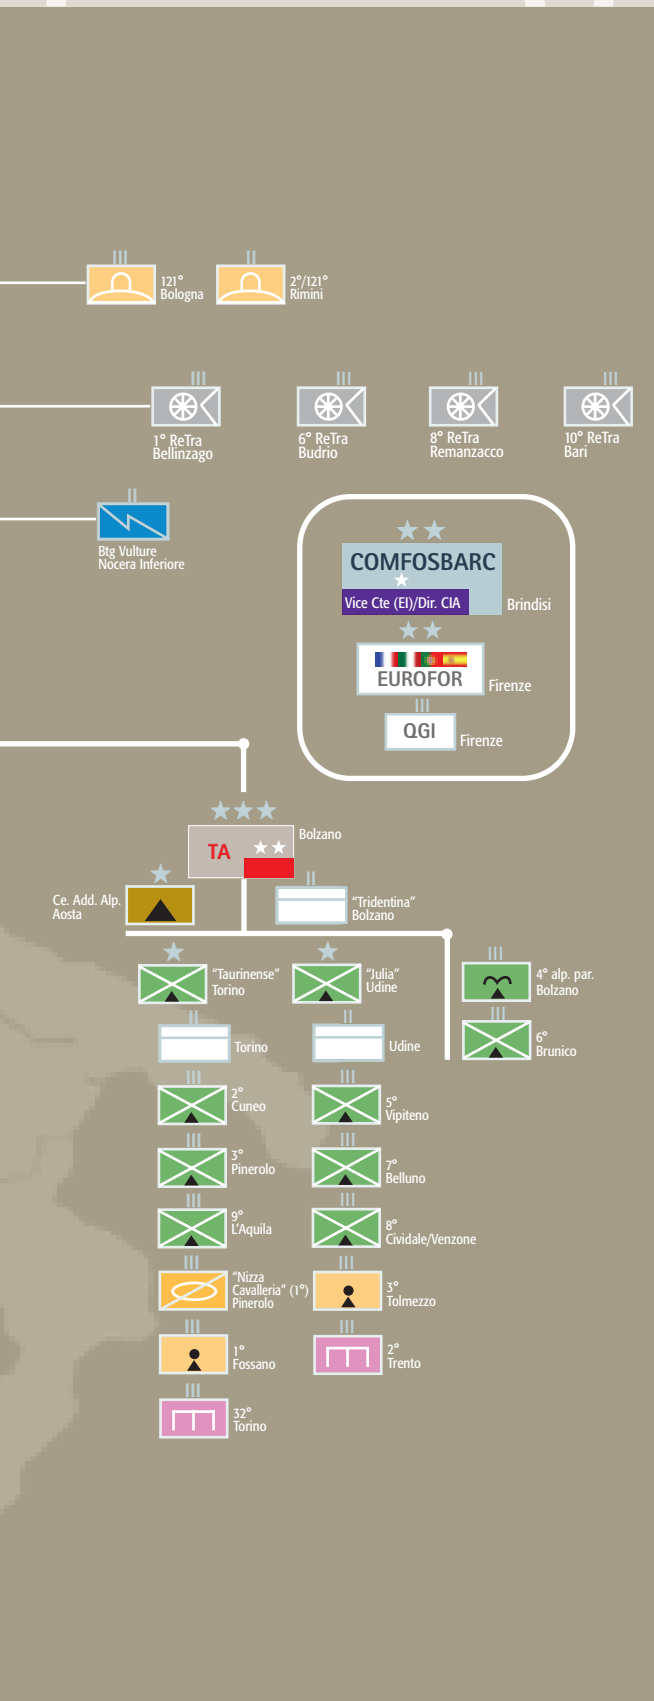 121°
Bologna
2°/121°
Rimini
1° ReTra
Bellinzago
6° ReTra
Budrio
8° ReTra
Remanzacco
10° ReTra
Bari
Btg Vulture
Nocera Inferiore
COMFOSBARC
Vice Cte (EI)/Dir. CIA
Brindisi
EUROFOR
Firenze
QGI
Firenze
TA
Bolzano
Ce. Add. Alp.
Aosta
“Tridentina”
Bolzano
“Taurinense”
Torino
“Julia”
Udine
4° alp. par.
Bolzano
Torino
Udine
6°
Brunico
2°
Cuneo
5°
Vipiteno
3°
Pinerolo
7°
Belluno
9°
L’Aquila
8°
Cividale/Venzone
“Nizza
Cavalleria” (1°)
Pinerolo
3°
Tolmezzo
1°
Fossano
2°
Trento
32°
Torino